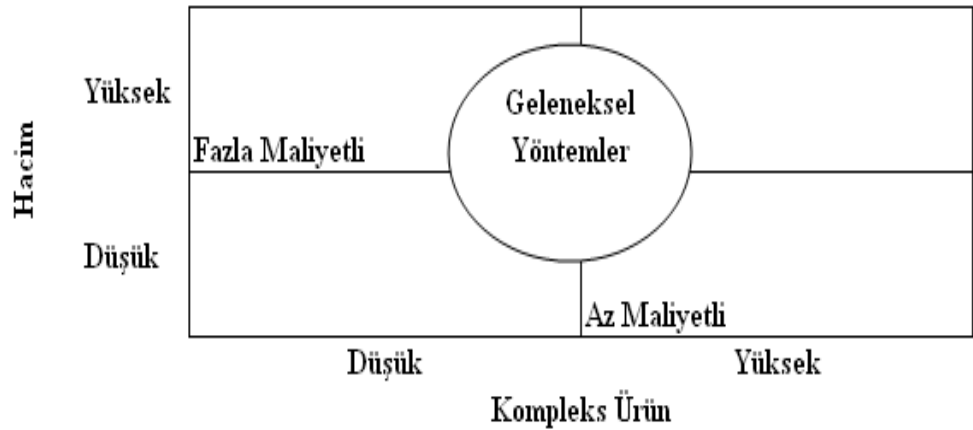 Hacim
Yüksek
Geleneksel
Yöntemler
Fazla Maliyetli
Düşük
Az Maliyetli
Düşük
Yüksek
Kompleks Ürün